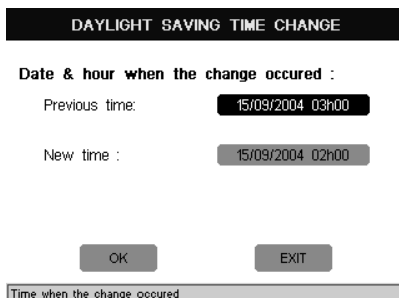 DAYLIGHT SAVING TIME CHANGE
Date & hour when the change occured :
Previous time: 15/09/2004 03h00
New time : 15/09/2004 02h00
OK EXIT
Time when the change occured